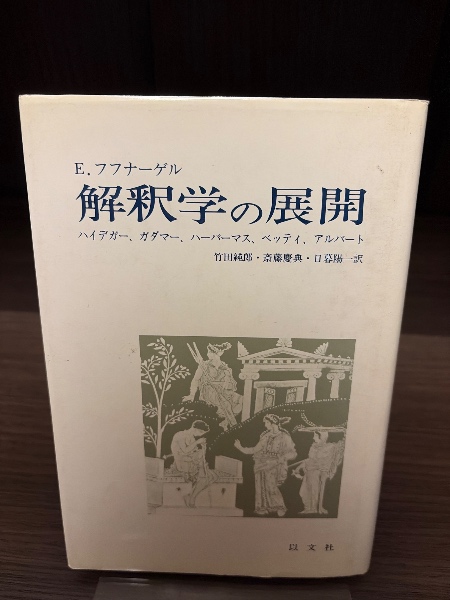 E.フフナーゲル
解釈学の展開
ハイデガー、ガダマー、ハーバーマス、ベッティ、アルバート
竹田純郎・斎藤慶典・日暮陽一訳
以文社